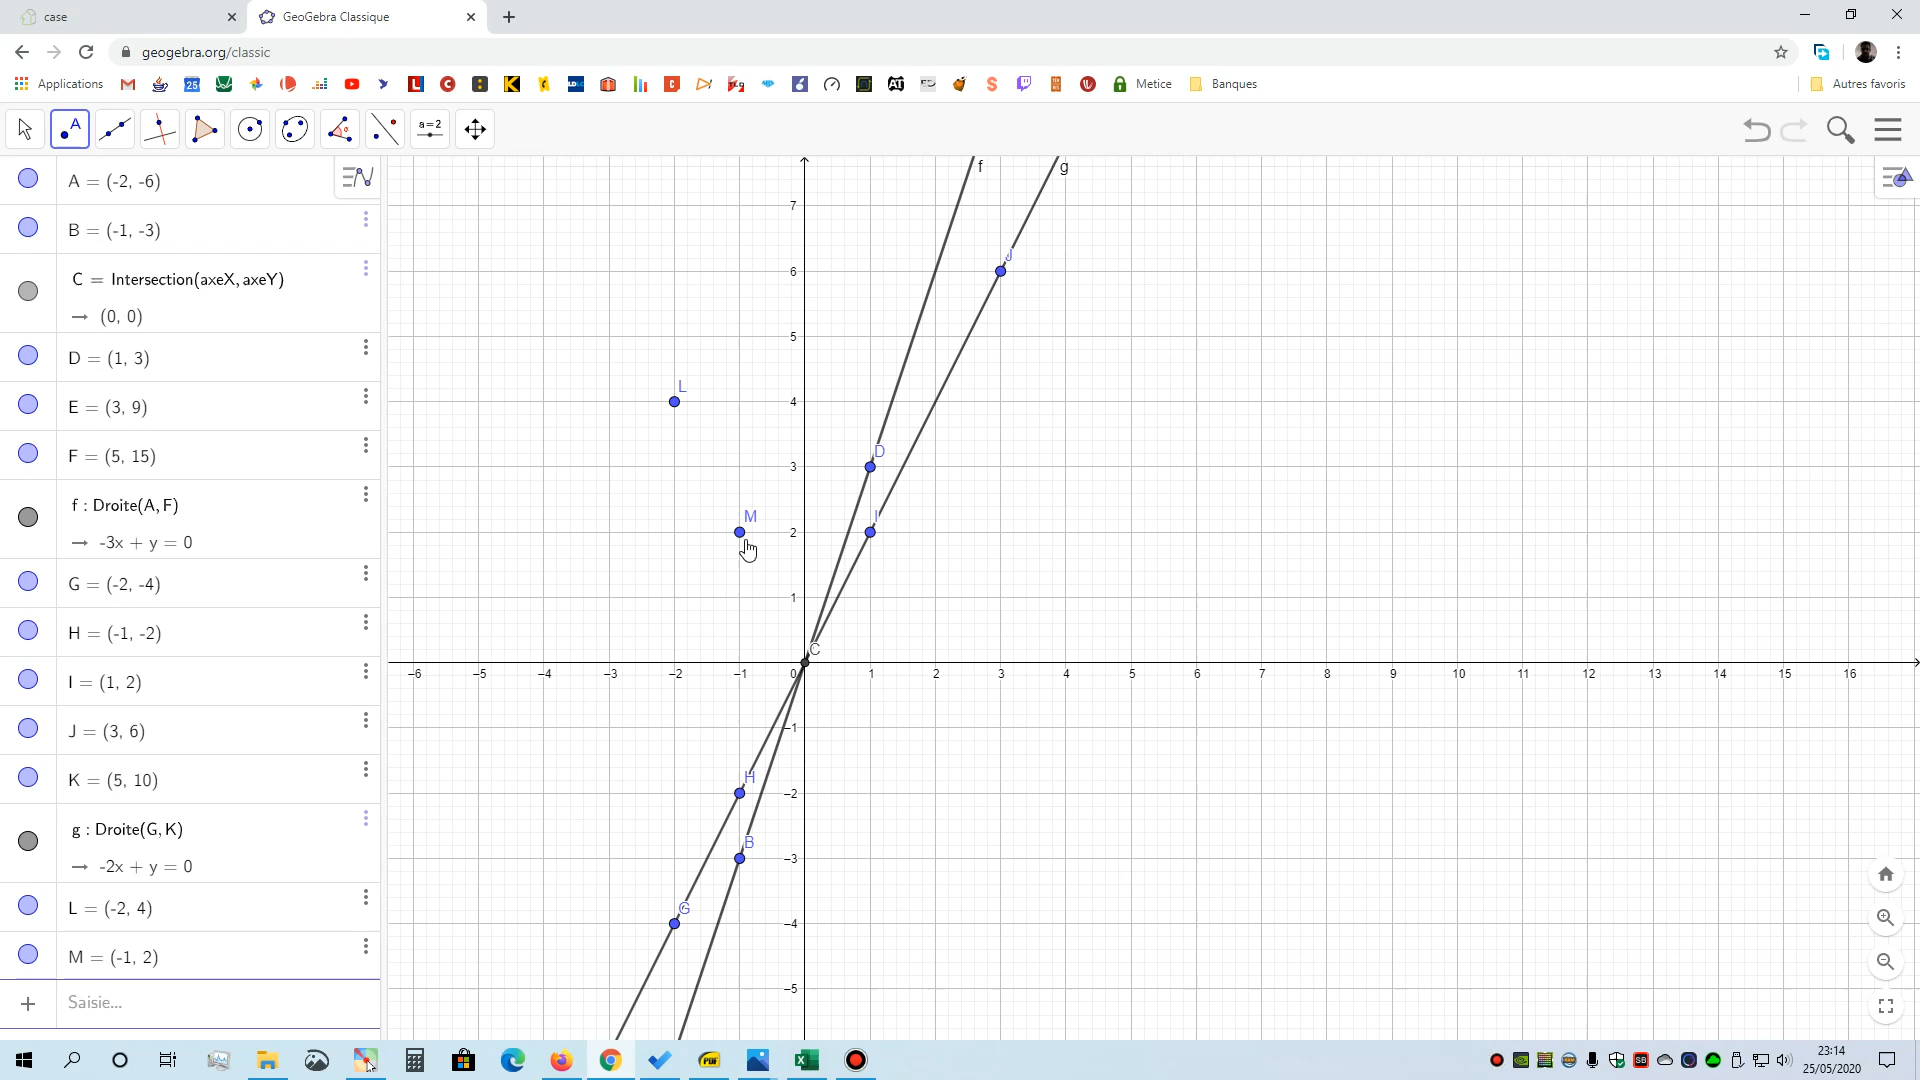 case
GeoGebra Classique
geogebra.org/classic
Applications
25
Metice
Banques
Autres favoris
A
a=2
A = (-2, -6)
B = (-1, -3)
C = Intersection(axeX, axeY)
→ (0, 0)
D = (1, 3)
E = (3, 9)
F = (5, 15)
f : Droite(A, F)
→ -3x + y = 0
G = (-2, -4)
H = (-1, -2)
I = (1, 2)
J = (3, 6)
K = (5, 10)
g : Droite(G, K)
→ -2x + y = 0
L = (-2, 4)
M = (-1, 2)
Saisie...
f
g
7
J
6
5
L
4
D
3
M
I
2
1
C
−6 −5 −4 −3 −2 −1 0 1 2 3 4 5 6 7 8 9 10 11 12 13 14 15 16
−1
H
−2
B
−3
G
−4
−5
PDF
SB
23:14
25/05/2020